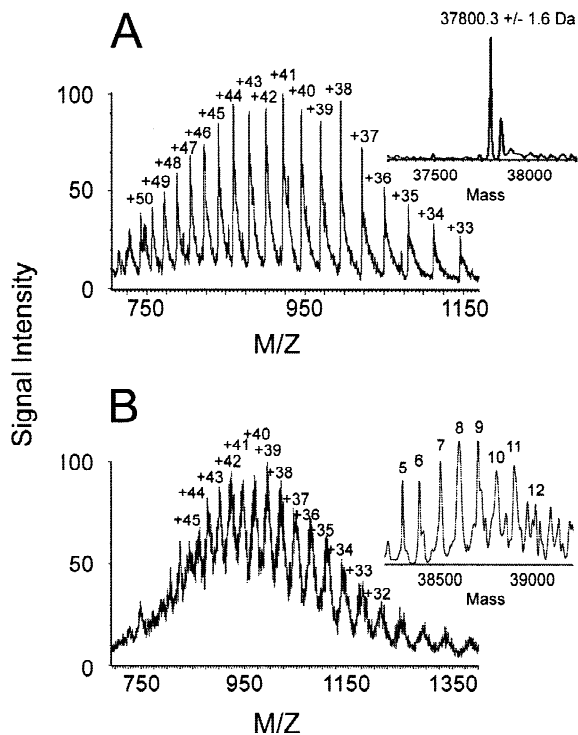 A
37800.3 +/- 1.6 Da
37500 38000
Mass
100
50
0
+50 +49 +48 +47 +46 +45 +44 +43 +42 +41 +40 +39 +38 +37 +36 +35 +34 +33
750 950 1150
M/Z
Signal Intensity
B
5 6 7 8 9 10 11 12
38500 39000
Mass
100
50
0
+45 +44 +43 +42 +41 +40 +39 +38 +37 +36 +35 +34 +33 +32
750 950 1150 1350
M/Z